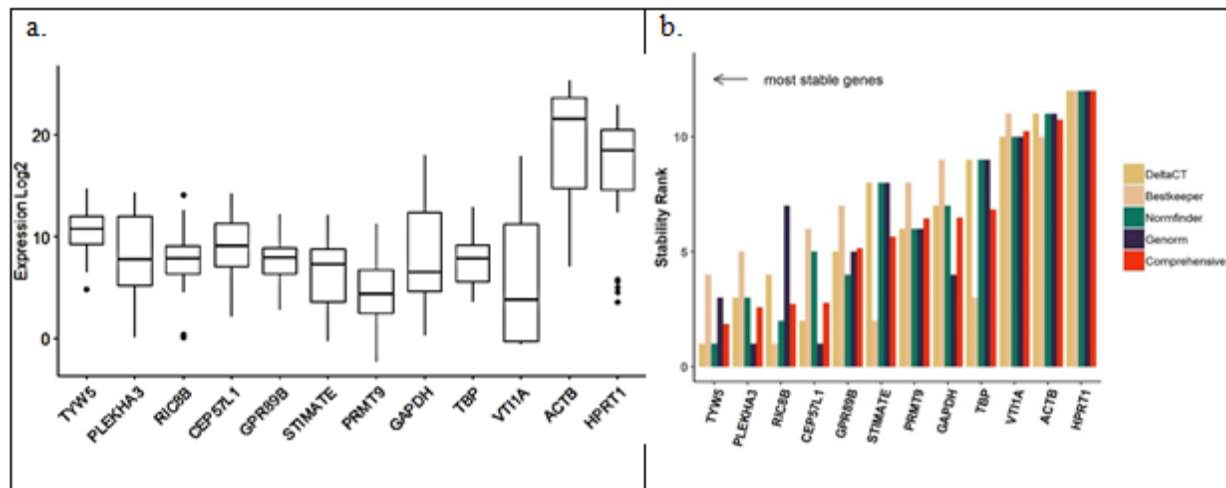 a.
Expression Log2
20
10
0
TYW5
PLEKHA3
RIC8B
CEP57L1
GPR89B
STIMATE
PRMT9
GAPDH
TBP
VTI1A
ACTB
HPRT1
b.
most stable genes
Stability Rank
10
5
0
TYW5
PLEKHA3
RIC8B
CEP57L1
GPR89B
STIMATE
PRMT9
GAPDH
TBP
VTI1A
ACTB
HPRT1
DeltaCT
Bestkeeper
Normfinder
Genorm
Comprehensive